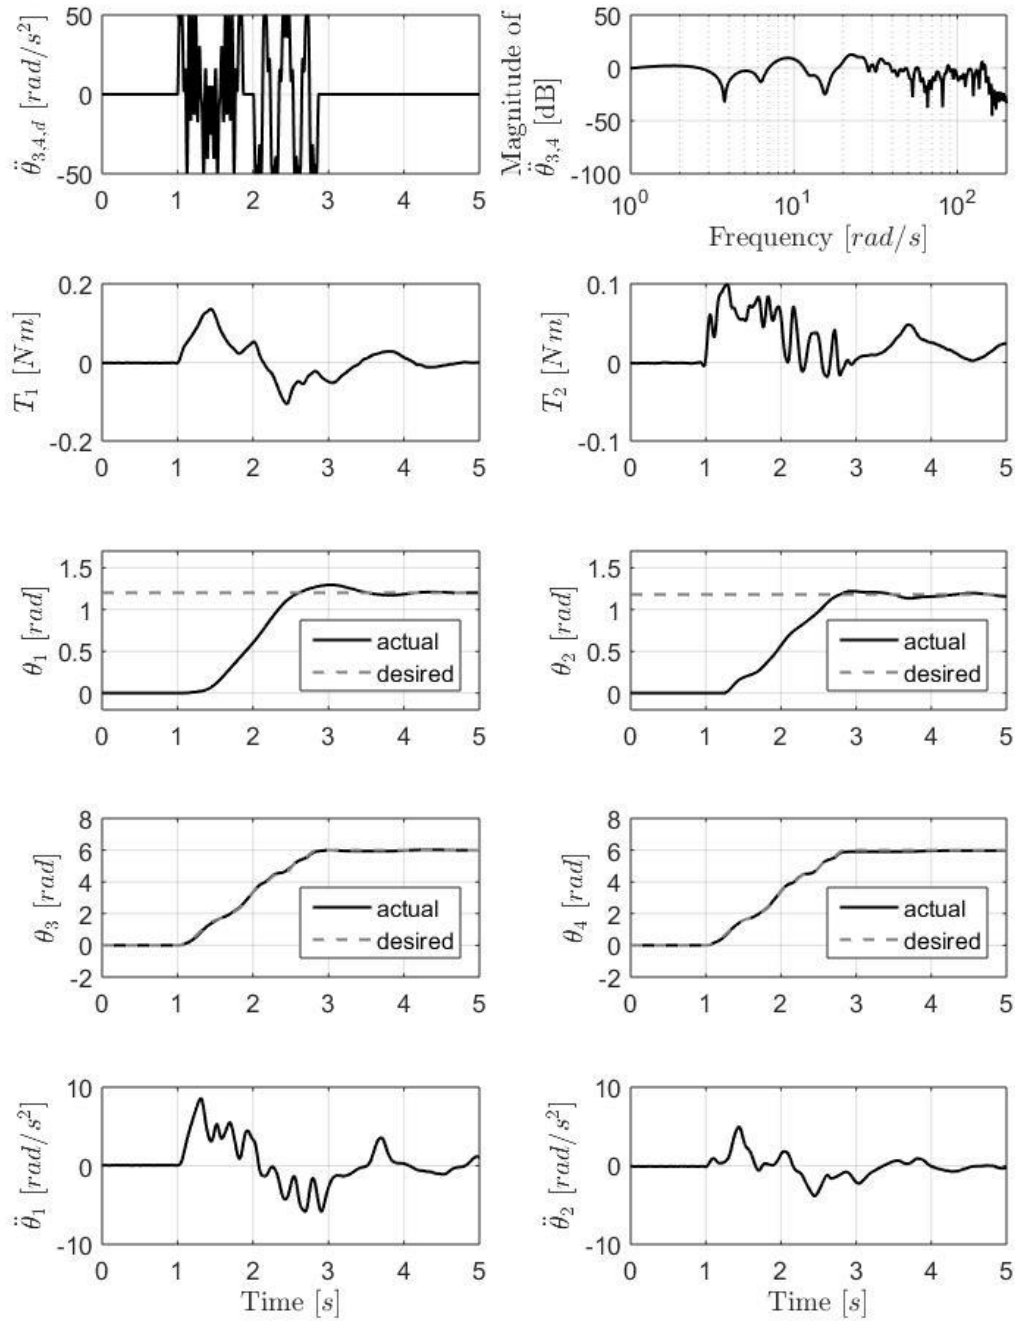 θ̈₃,₄,d [rad/s²]
50
0
-50
0 1 2 3 4 5
Magnitude of
θ̈₃,₄ [dB]
50
0
-50
-100
10⁰ 10¹ 10²
Frequency [rad/s]
T₁ [Nm]
0.2
0
-0.2
0 1 2 3 4 5
T₂ [Nm]
0.1
0
-0.1
0 1 2 3 4 5
θ₁ [rad]
1.5
1
0.5
0
actual
desired
0 1 2 3 4 5
θ₂ [rad]
1.5
1
0.5
0
actual
desired
0 1 2 3 4 5
θ₃ [rad]
8
6
4
2
0
-2
actual
desired
0 1 2 3 4 5
θ₄ [rad]
8
6
4
2
0
-2
actual
desired
0 1 2 3 4 5
θ̈₁ [rad/s²]
10
0
-10
0 1 2 3 4 5
Time [s]
θ̈₂ [rad/s²]
10
0
-10
0 1 2 3 4 5
Time [s]